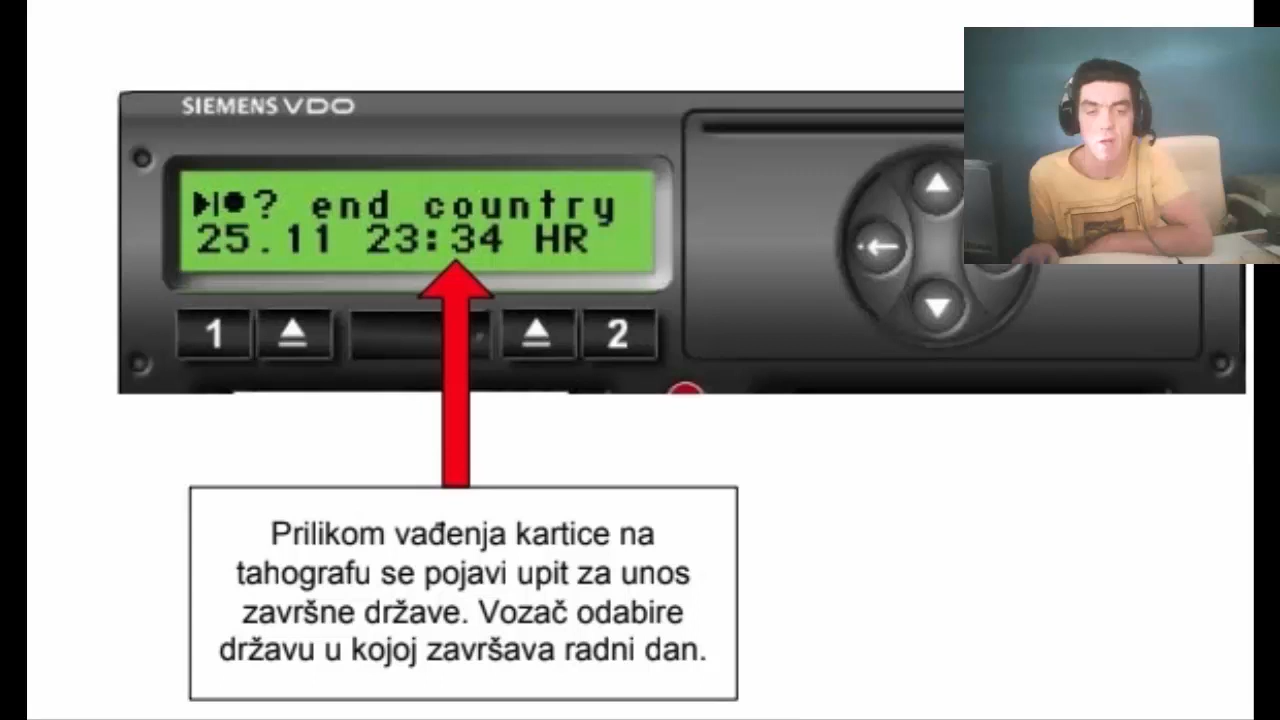 SIEMENS VDO
? end country
25.11 23:34 HR
1
2
Prilikom vađenja kartice na
tahografu se pojavi upit za unos
završne države. Vozač odabire
državu u kojoj završava radni dan.